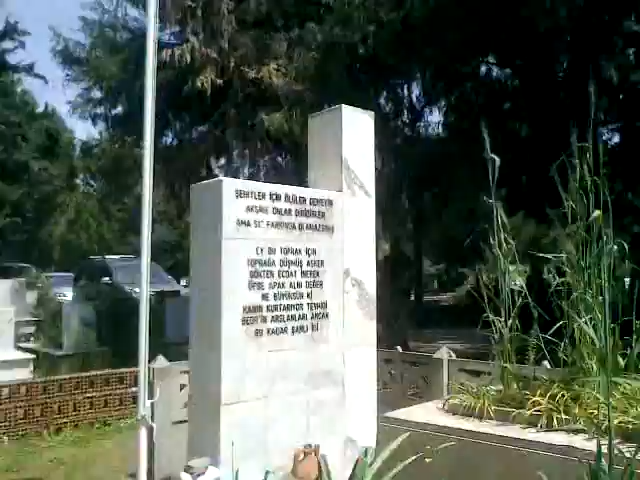 ŞEHİTLER İÇİN ÖLÜLER DEMEYİN
AKSİNE ONLAR DİRİDİRLER
AMA SİZ FARKINDA OLAMAZSINIZ
EY BU TOPRAK İÇİN
TOPRAĞA DÜŞMÜŞ ASKER
GÖKTEN ECDAT İNEREK
ÖPSE O PAK ALNI DEĞER
NE BÜYÜKSÜN Kİ
KANIN KURTARIYOR TEVHİDİ
BEDR'İN ARSLANLARI ANCAK
BU KADAR ŞANLI İDİ